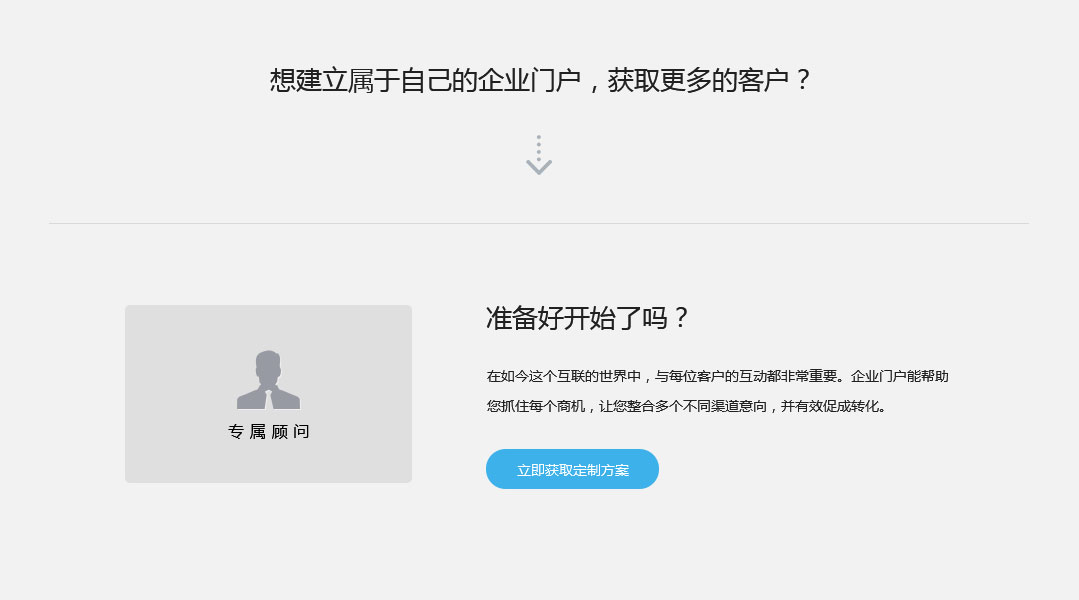 想建立属于自己的企业门户，获取更多的客户？
准备好开始了吗？
在如今这个互联的世界中，与每位客户的互动都非常重要。企业门户能帮助
您抓住每个商机，让您整合多个不同渠道意向，并有效促成转化。
专属顾问
立即获取定制方案